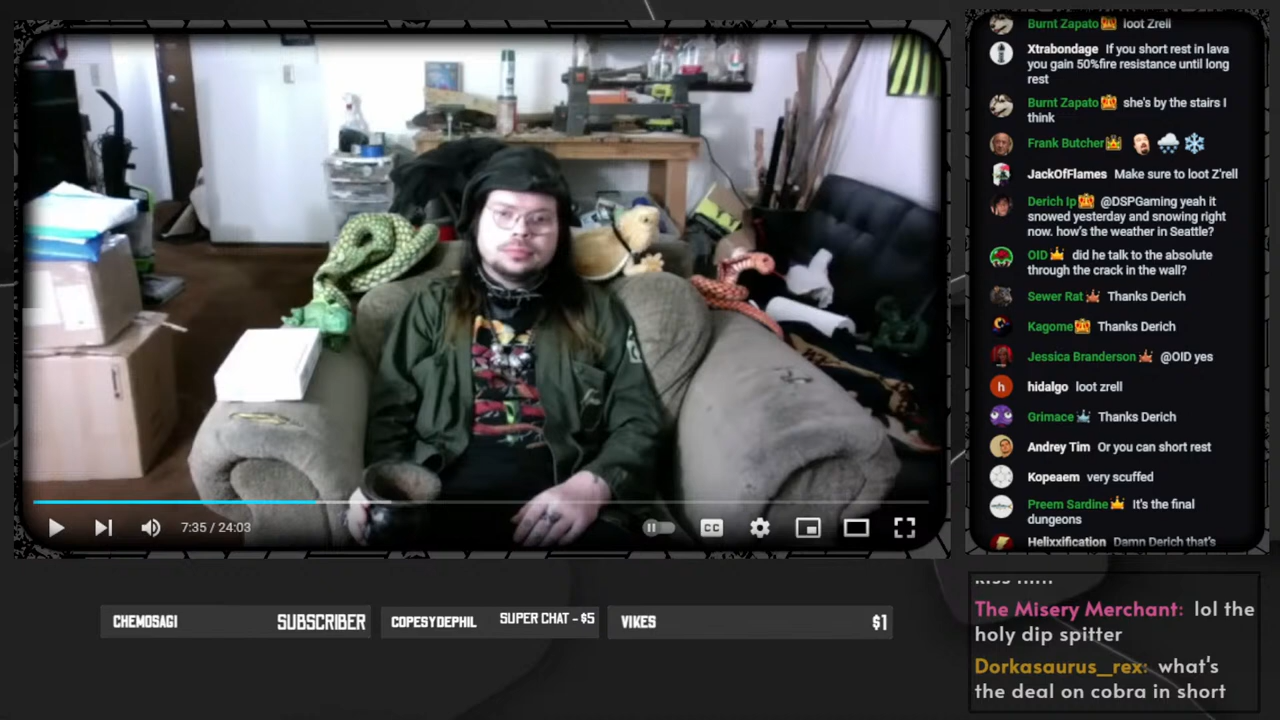 Burnt Zapato loot Zrell
Xtrabondage If you short rest in lava
you gain 50%fire resistance until long
rest
Burnt Zapato she's by the stairs I
think
Frank Butcher
JackOfFlames Make sure to loot Z'rell
Derich Ip @DSPGaming yeah it
snowed yesterday and snowing right
now. how's the weather in Seattle?
OID did he talk to the absolute
through the crack in the wall?
Sewer Rat Thanks Derich
Kagome Thanks Derich
Jessica Branderson @OID yes
h hidalgo loot zrell
Grimace Thanks Derich
Andrey Tim Or you can short rest
Kopeaem very scuffed
Preem Sardine It's the final
dungeons
Helixxification Damn Derich that's
7:35 / 24:03
CC
CHEMOSAGI SUBSCRIBER
COPESYDEPHIL SUPER CHAT - $5
VIKES $1
The Misery Merchant: lol the
holy dip spitter
Dorkasaurus_rex: what's
the deal on cobra in short